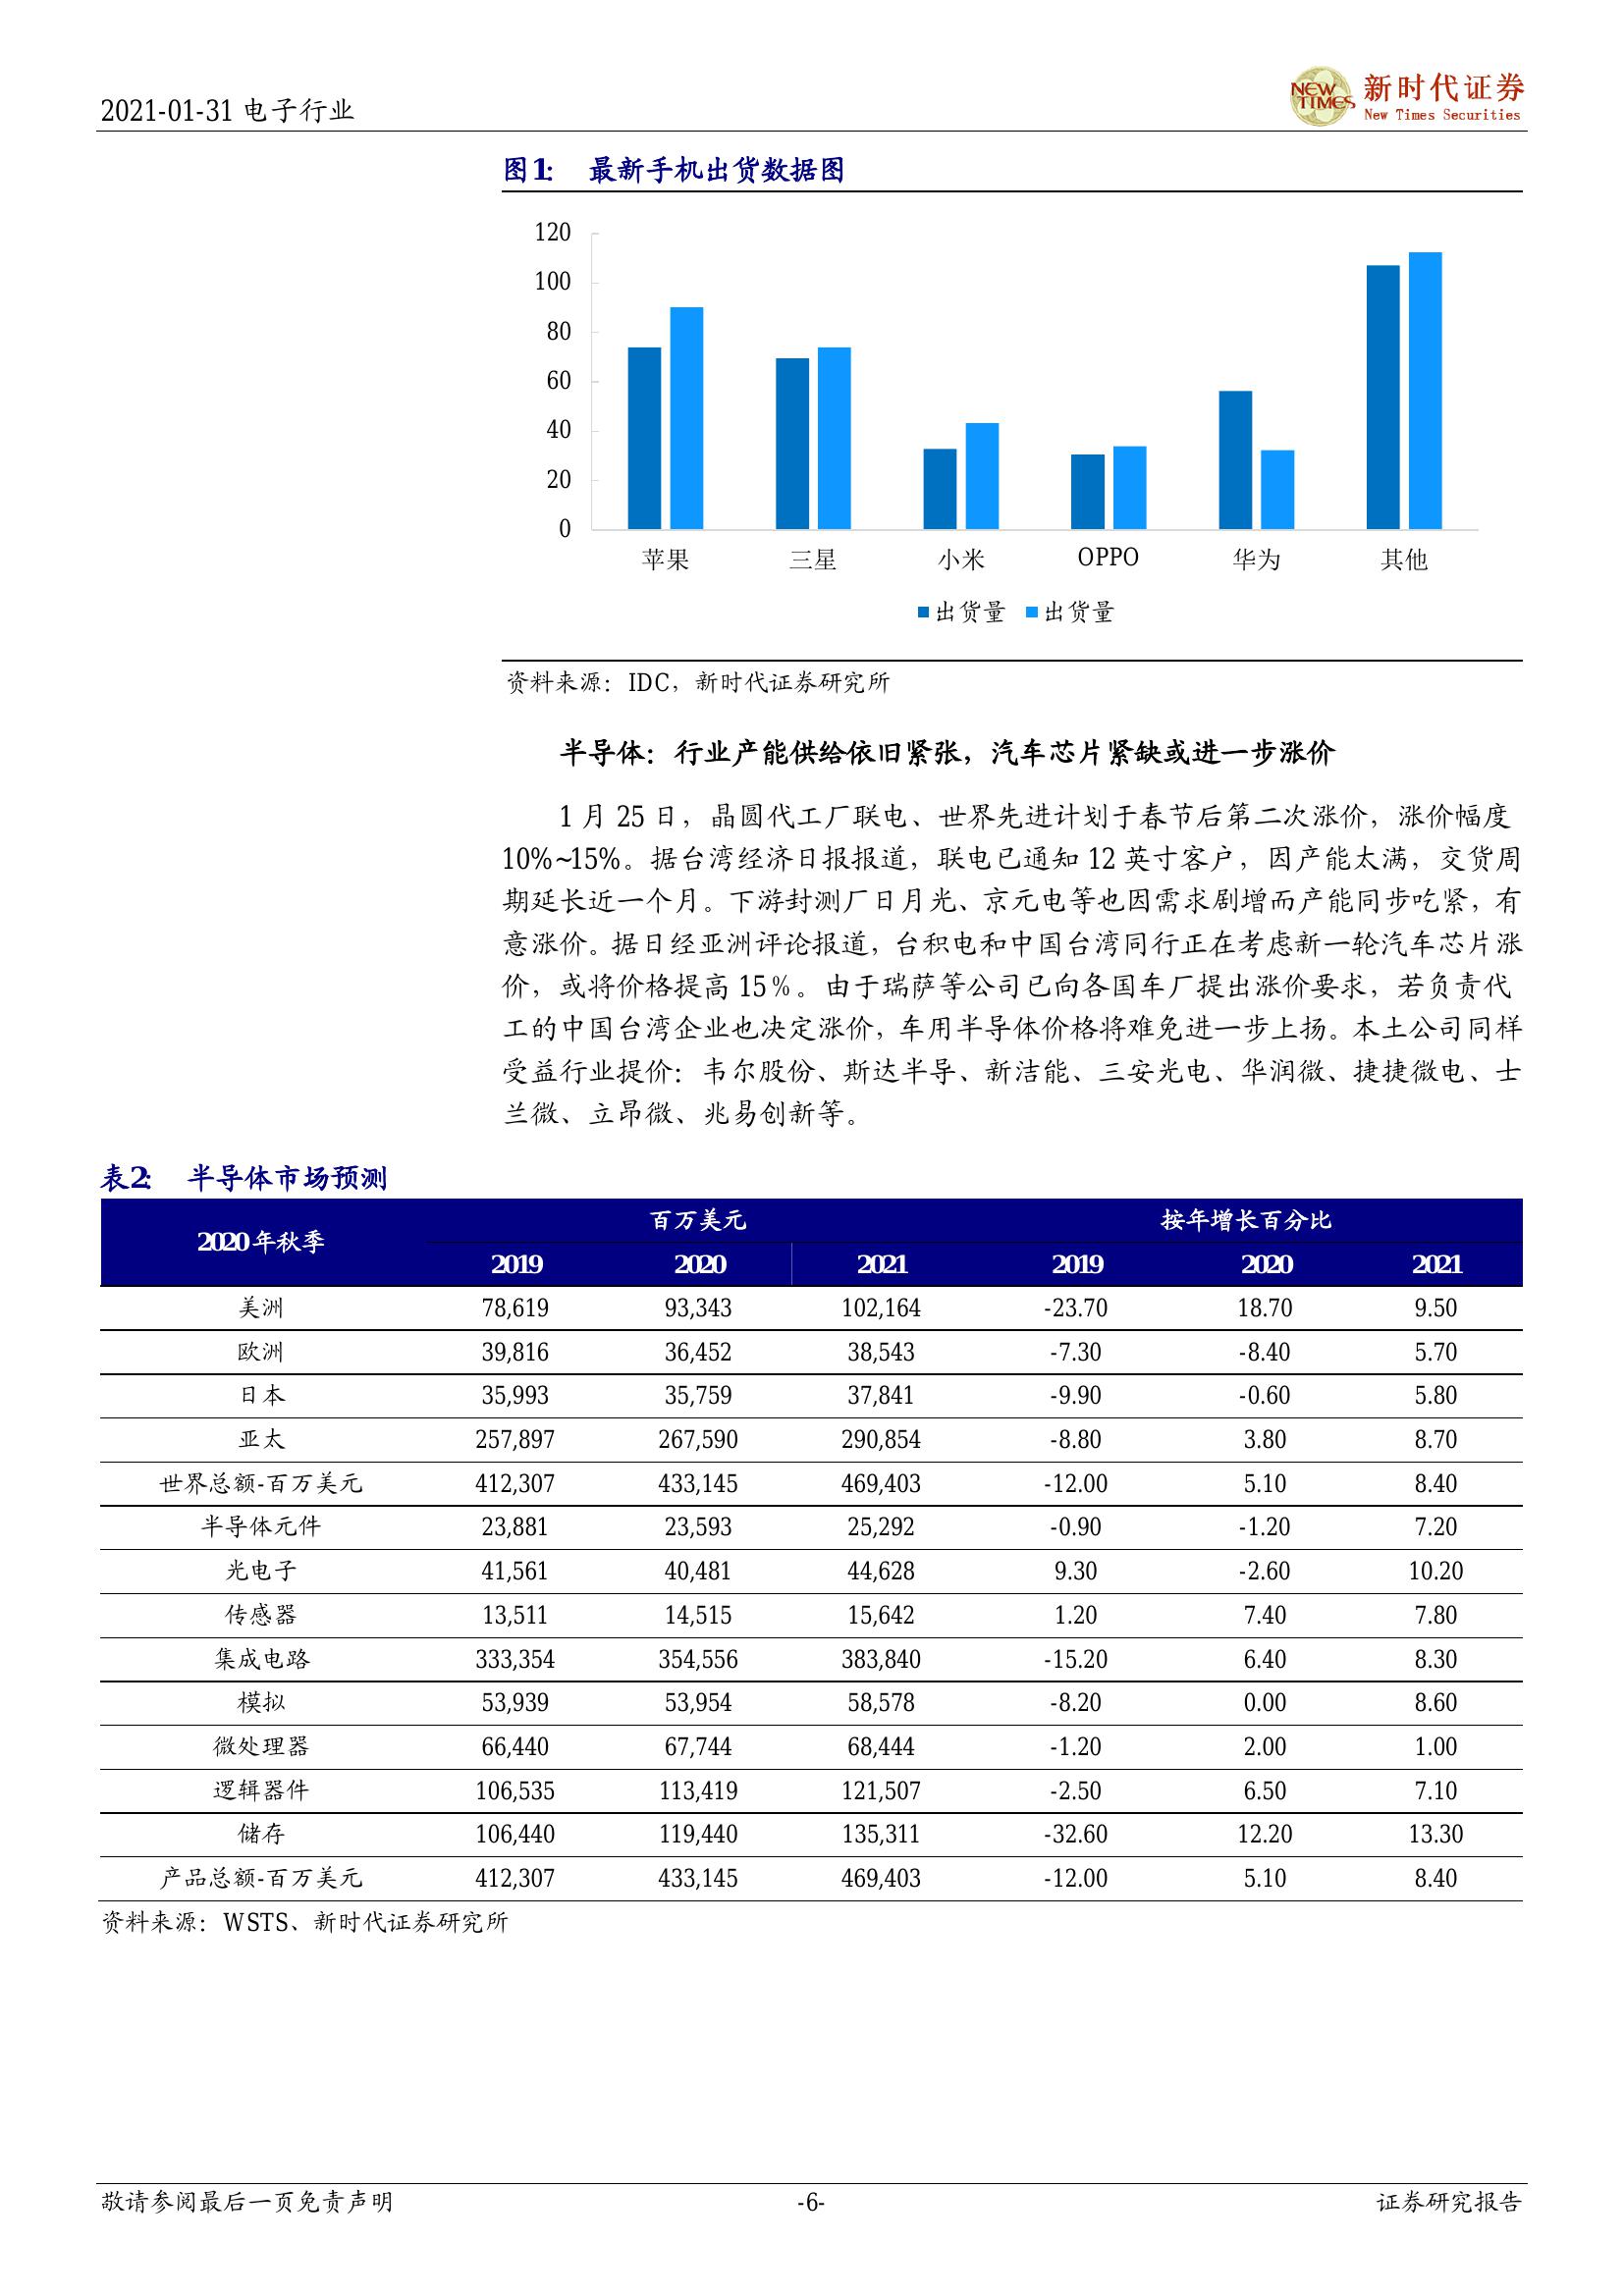 2021-01-31 电子行业
NEW TIMES
新时代证券
New Times Securities
图1: 最新手机出货数据图
120
100
80
60
40
20
0
苹果 三星 小米 OPPO 华为 其他
出货量 出货量
资料来源：IDC，新时代证券研究所
半导体：行业产能供给依旧紧张，汽车芯片紧缺或进一步涨价
1 月 25 日，晶圆代工厂联电、世界先进计划于春节后第二次涨价，涨价幅度
10%~15%。据台湾经济日报报道，联电已通知 12 英寸客户，因产能太满，交货周
期延长近一个月。下游封测厂日月光、京元电等也因需求剧增而产能同步吃紧，有
意涨价。据日经亚洲评论报道，台积电和中国台湾同行正在考虑新一轮汽车芯片涨
价，或将价格提高 15％。由于瑞萨等公司已向各国车厂提出涨价要求，若负责代
工的中国台湾企业也决定涨价，车用半导体价格将难免进一步上扬。本土公司同样
受益行业提价：韦尔股份、斯达半导、新洁能、三安光电、华润微、捷捷微电、士
兰微、立昂微、兆易创新等。
表2: 半导体市场预测
2020 年秋季 百万美元 按年增长百分比
2019 2020 2021 2019 2020 2021
美洲 78,619 93,343 102,164 -23.70 18.70 9.50
欧洲 39,816 36,452 38,543 -7.30 -8.40 5.70
日本 35,993 35,759 37,841 -9.90 -0.60 5.80
亚太 257,897 267,590 290,854 -8.80 3.80 8.70
世界总额-百万美元 412,307 433,145 469,403 -12.00 5.10 8.40
半导体元件 23,881 23,593 25,292 -0.90 -1.20 7.20
光电子 41,561 40,481 44,628 9.30 -2.60 10.20
传感器 13,511 14,515 15,642 1.20 7.40 7.80
集成电路 333,354 354,556 383,840 -15.20 6.40 8.30
模拟 53,939 53,954 58,578 -8.20 0.00 8.60
微处理器 66,440 67,744 68,444 -1.20 2.00 1.00
逻辑器件 106,535 113,419 121,507 -2.50 6.50 7.10
储存 106,440 119,440 135,311 -32.60 12.20 13.30
产品总额-百万美元 412,307 433,145 469,403 -12.00 5.10 8.40
资料来源：WSTS、新时代证券研究所
敬请参阅最后一页免责声明 -6- 证券研究报告